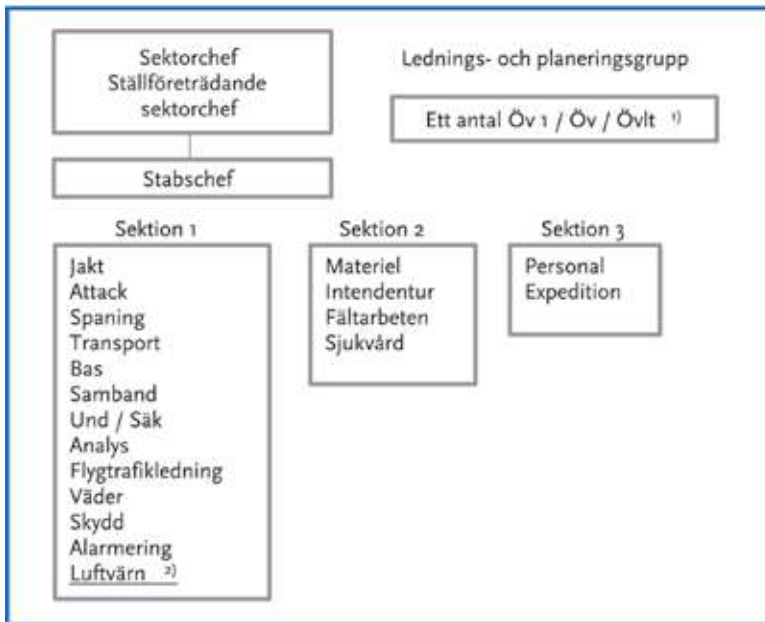 Sektorchef
Ställföreträdande
sektorchef
Lednings- och planeringsgrupp
Ett antal Öv 1 / Öv / Övlt 1)
Stabschef
Sektion 1
Jakt
Attack
Spaning
Transport
Bas
Samband
Und / Säk
Analys
Flygtrafikledning
Väder
Skydd
Alarmering
Luftvärn 2)
Sektion 2
Materiel
Intendentur
Fältarbeten
Sjukvård
Sektion 3
Personal
Expedition